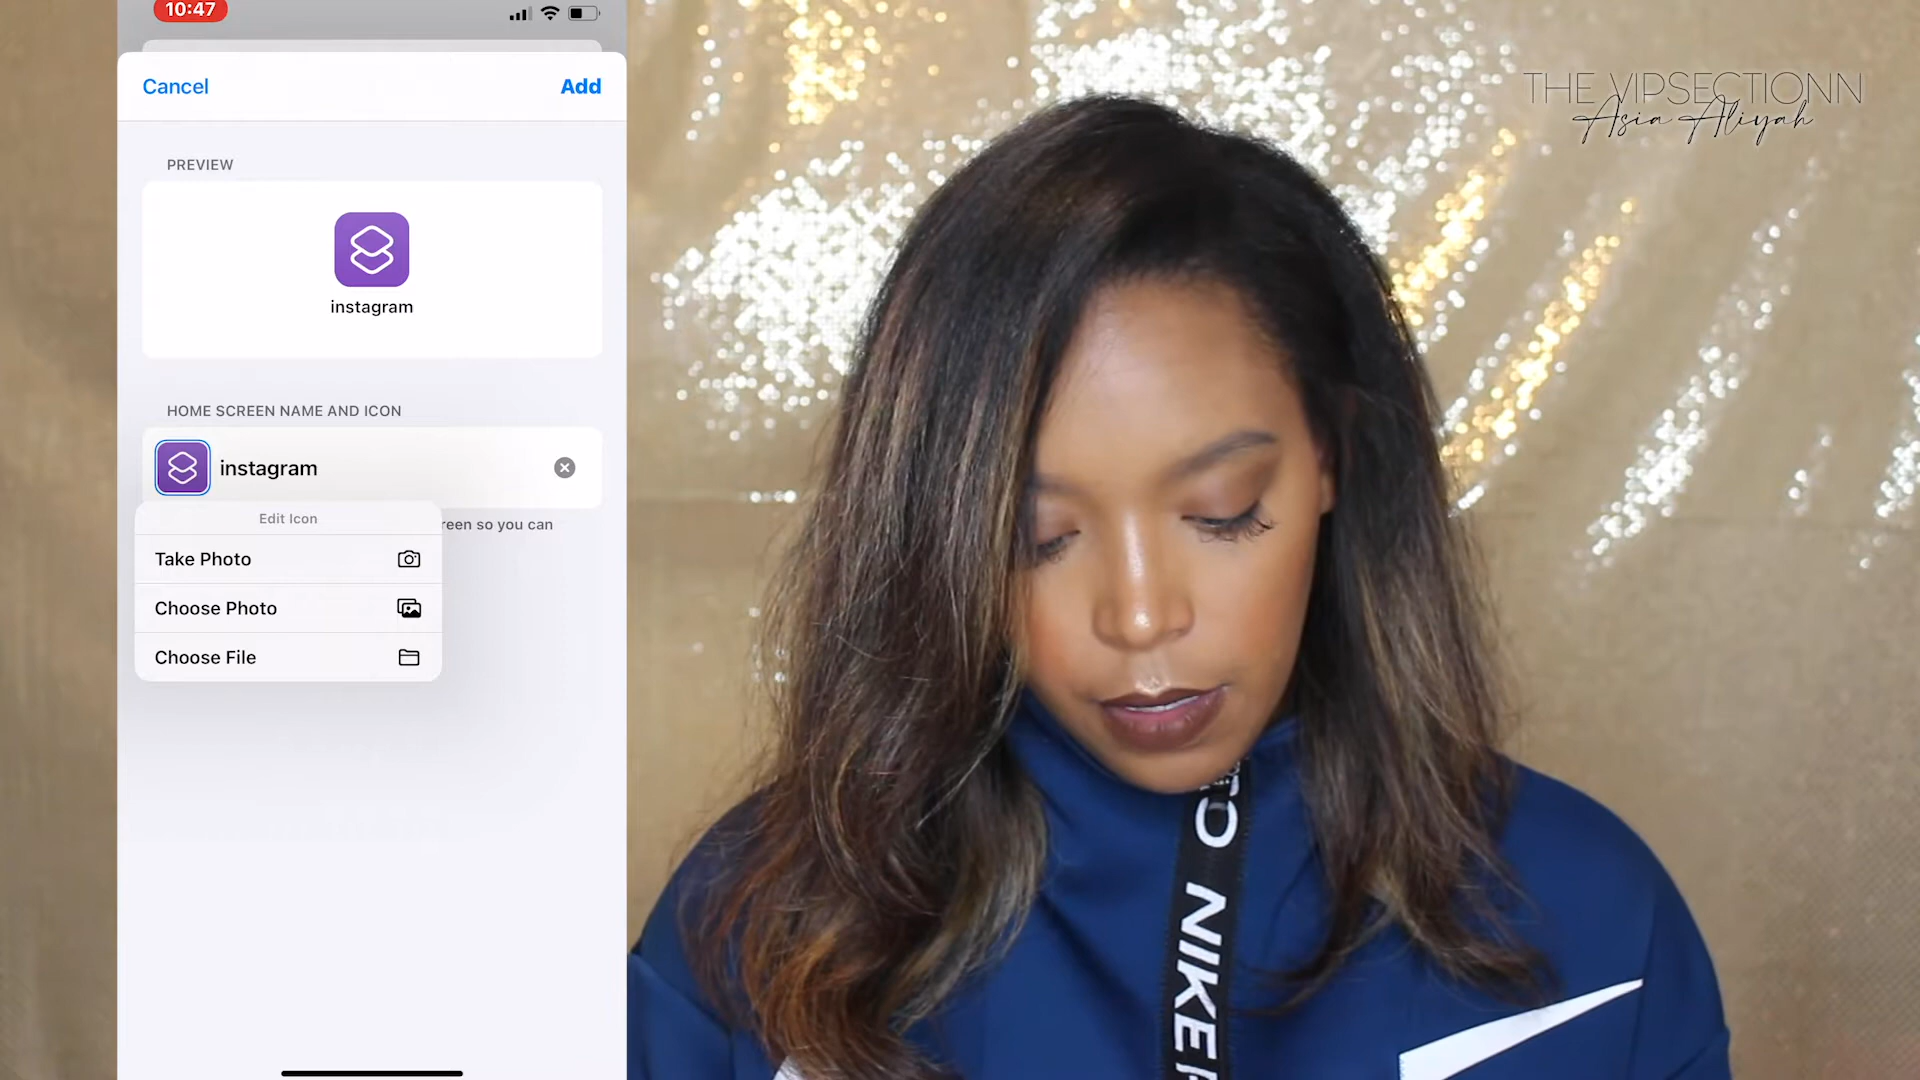 10:47
Cancel
Add
PREVIEW
instagram
HOME SCREEN NAME AND ICON
instagram
Edit Icon
reen so you can
Take Photo
Choose Photo
Choose File
THE VIPSECTIONN
Asia Aliyah
NIKE